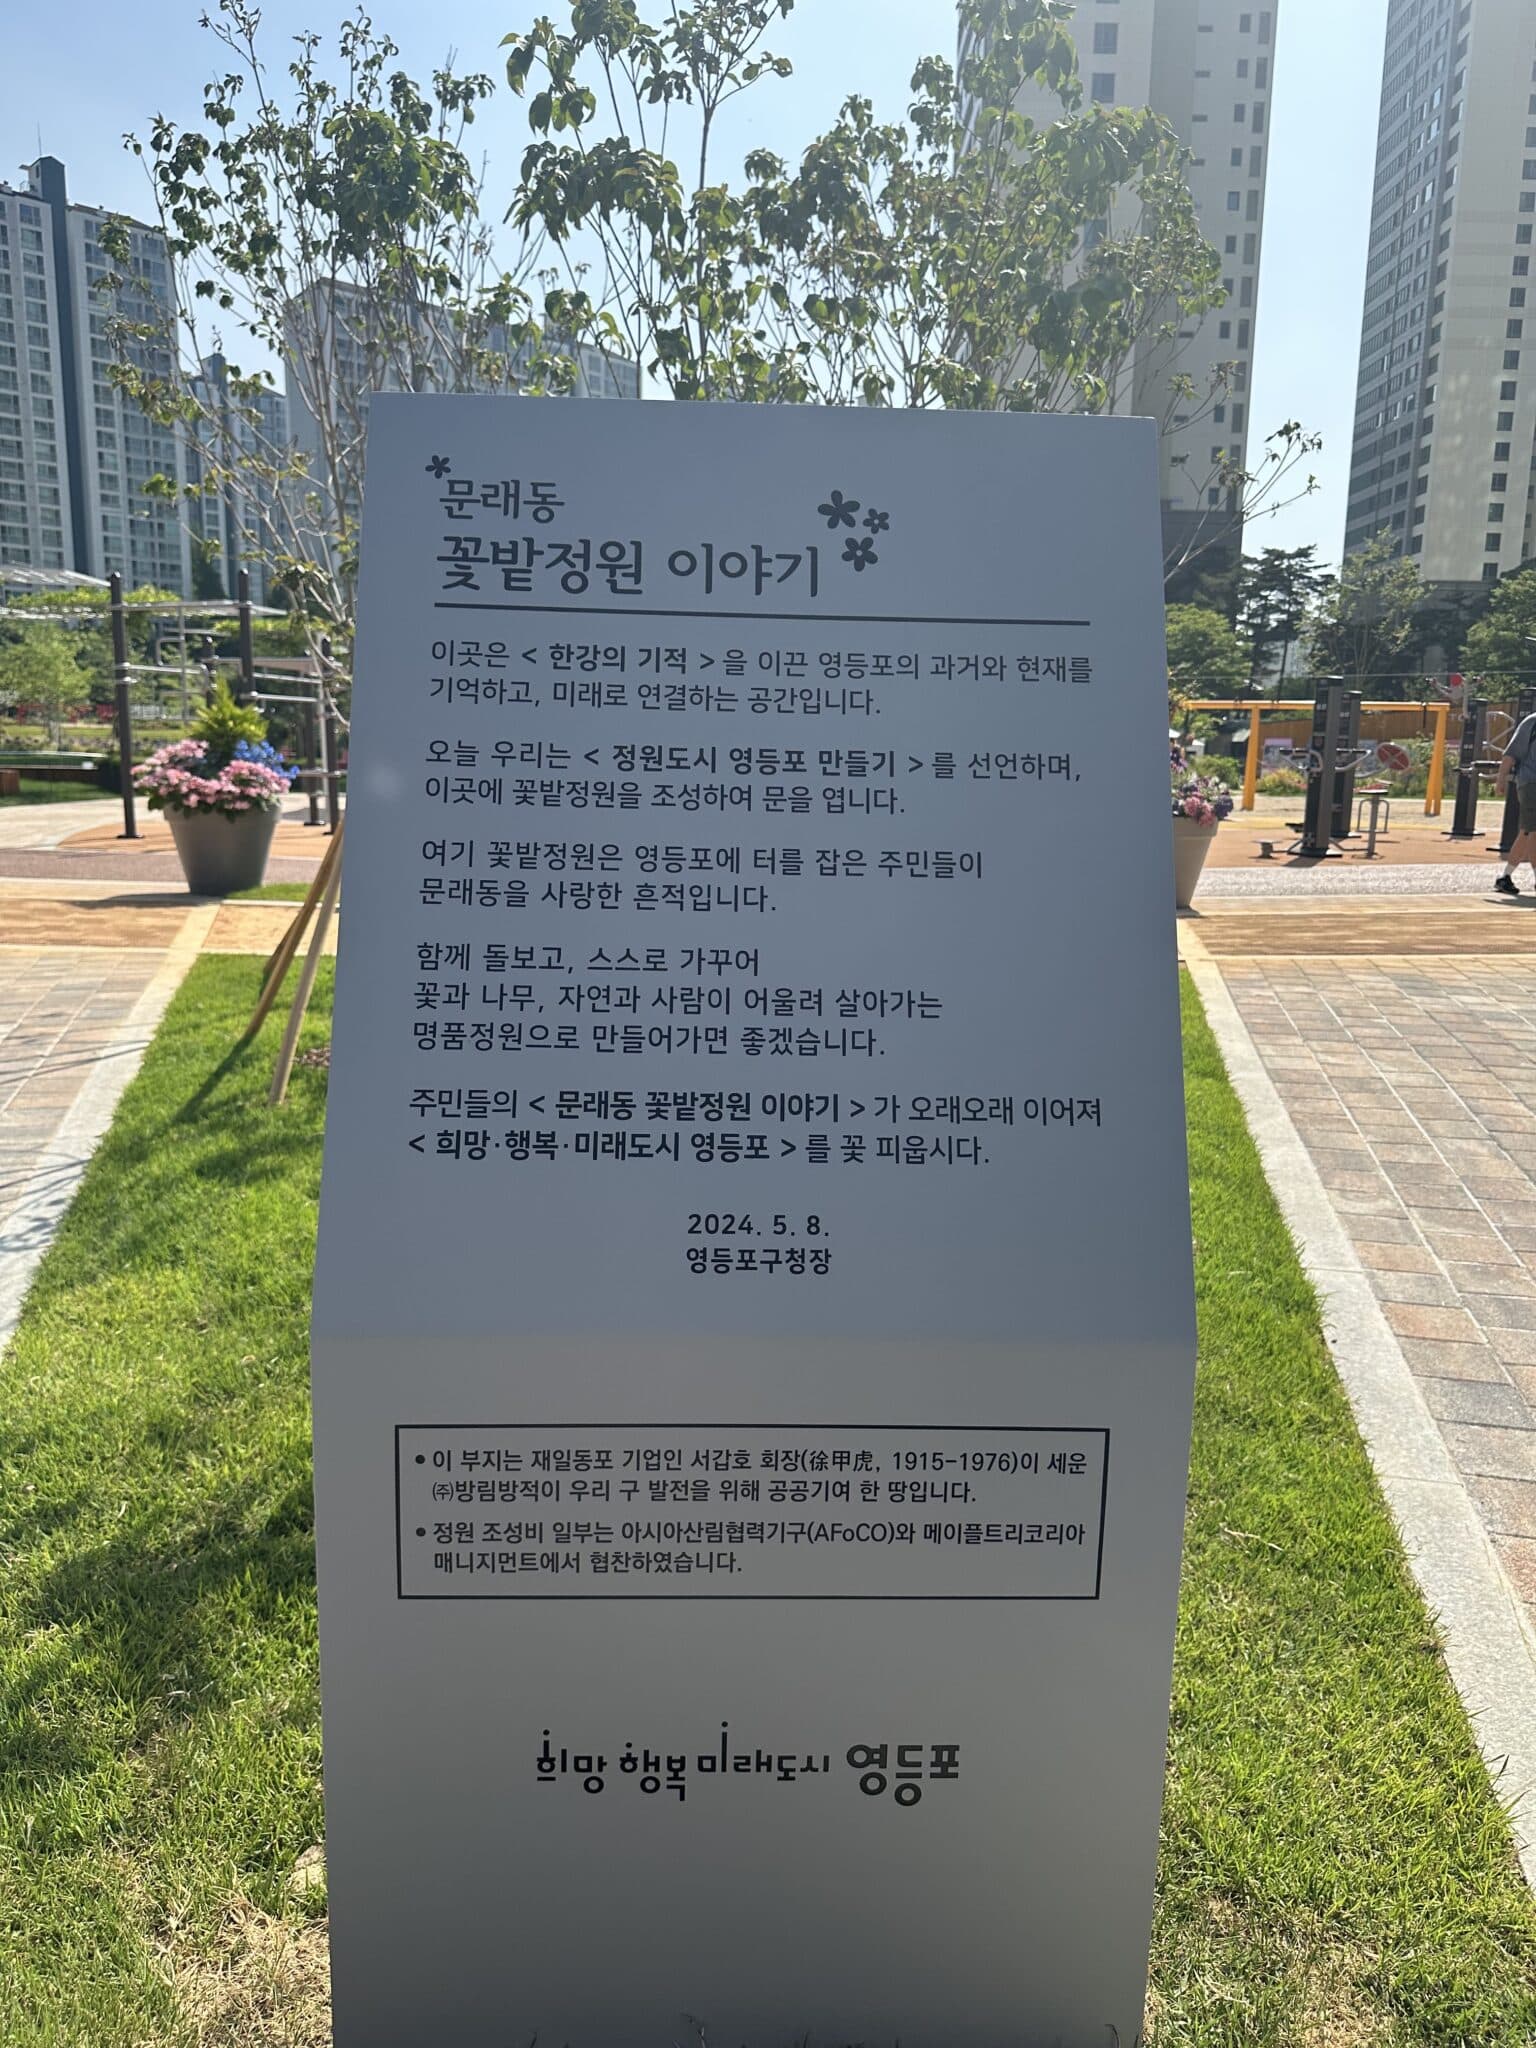 문래동
꽃밭정원 이야기
이곳은 < 한강의 기적 > 을 이끈 영등포의 과거와 현재를
기억하고, 미래로 연결하는 공간입니다.
오늘 우리는 < 정원도시 영등포 만들기 > 를 선언하며,
이곳에 꽃밭정원을 조성하여 문을 엽니다.
여기 꽃밭정원은 영등포에 터를 잡은 주민들이
문래동을 사랑한 흔적입니다.
함께 돌보고, 스스로 가꾸어
꽃과 나무, 자연과 사람이 어울려 살아가는
명품정원으로 만들어가면 좋겠습니다.
주민들의 < 문래동 꽃밭정원 이야기 > 가 오래오래 이어져
< 희망·행복·미래도시 영등포 > 를 꽃 피웁시다.
2024. 5. 8.
영등포구청장
• 이 부지는 재일동포 기업인 서갑호 회장(徐甲虎, 1915-1976)이 세운
㈜방림방적이 우리 구 발전을 위해 공공기여 한 땅입니다.
• 정원 조성비 일부는 아시아산림협력기구(AFoCO)와 메이플트리코리아
매니지먼트에서 협찬하였습니다.
희망 행복 미래도시 영등포